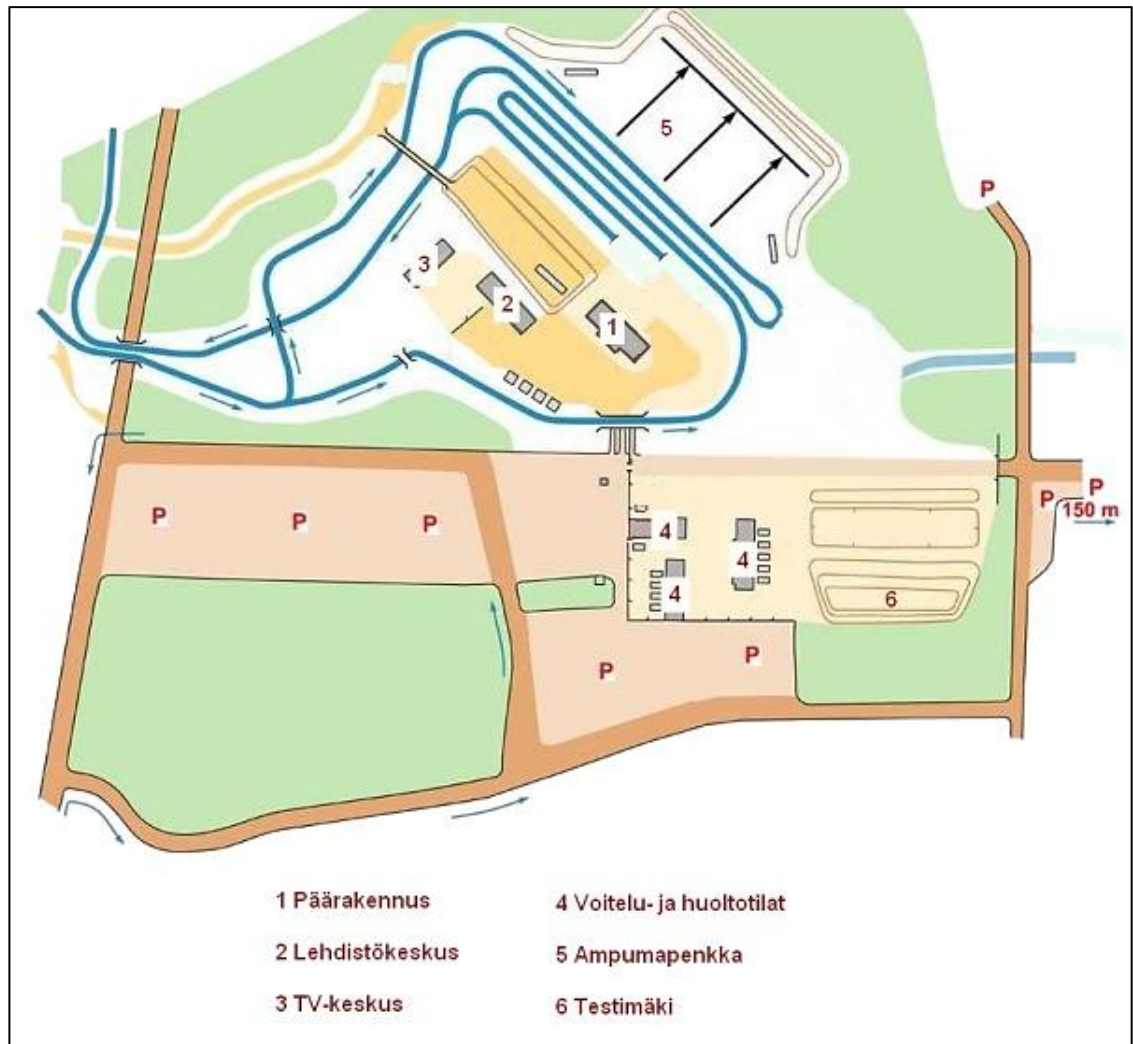 5
P
3
2
1
P
P
P
P
P
150 m
4
4
4
6
P
P
1 Päärakennus
4 Voitelu- ja huoltotilat
2 Lehdistökeskus
5 Ampumapenkka
3 TV-keskus
6 Testimäki